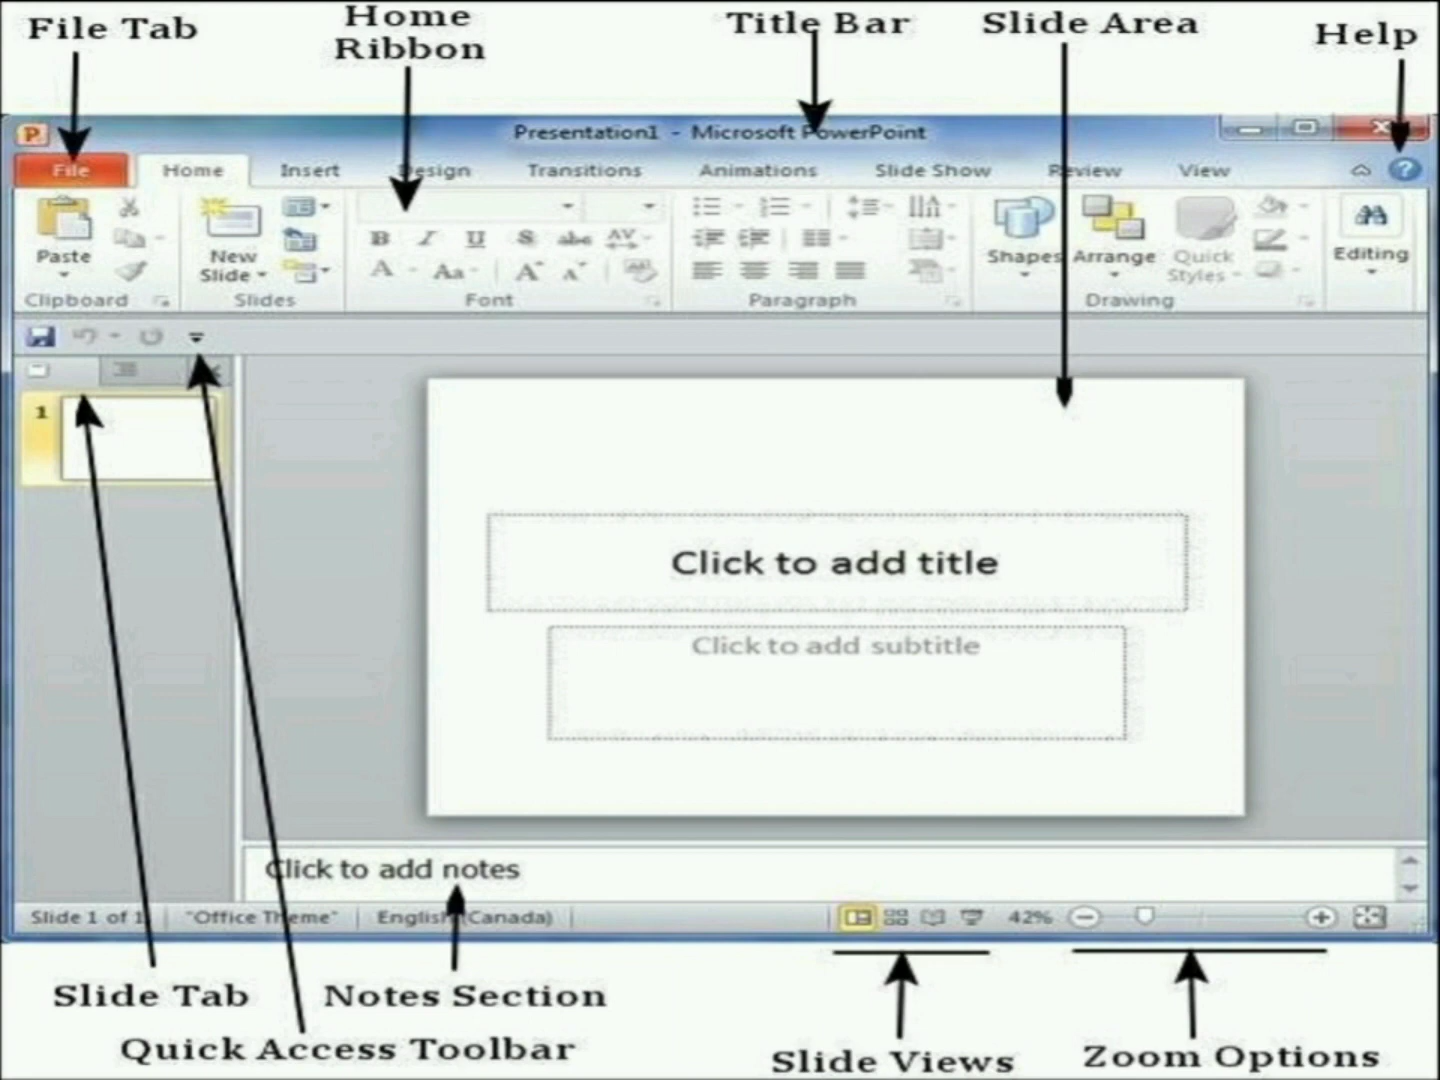 File Tab
Home
Ribbon
Title Bar
Slide Area
Help
P
Presentation1 - Microsoft PowerPoint
File
Home
Insert
Design
Transitions
Animations
Slide Show
Review
View
Paste
New
Slide
B I U S abc AV
A Aa A A
Shapes
Arrange
Quick
Styles
Editing
Clipboard
Slides
Font
Paragraph
Drawing
1
Click to add title
Click to add subtitle
Click to add notes
Slide 1 of 1
"Office Theme"
English (Canada)
42%
Slide Tab
Notes Section
Quick Access Toolbar
Slide Views
Zoom Options